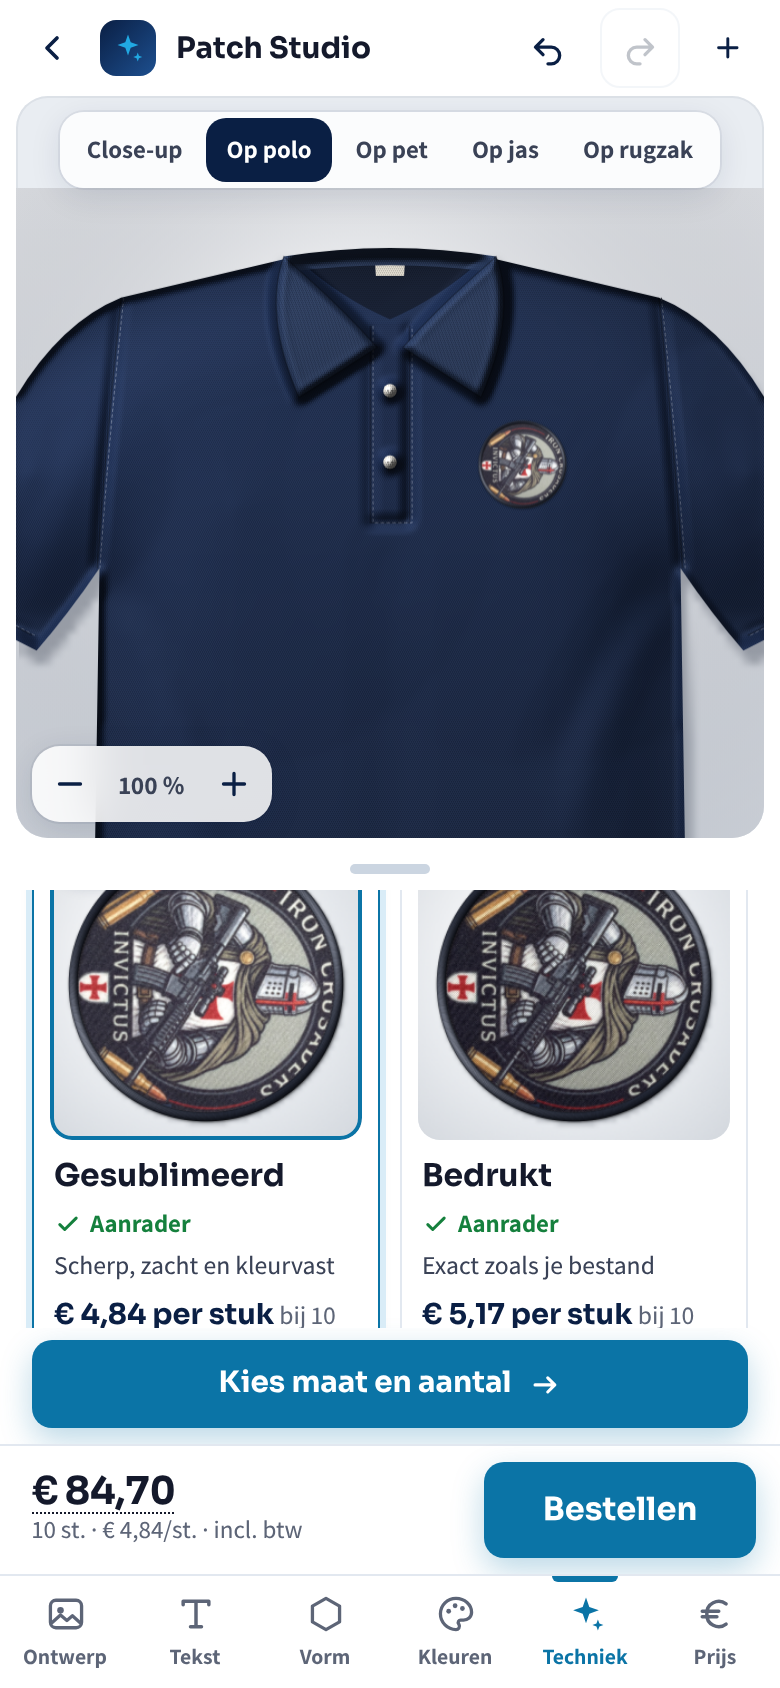 Patch Studio
Close-up
Op polo
Op pet
Op jas
Op rugzak
IRON CRUSADERS
INVICTUS
100 %
IRON CRUSADERS
INVICTUS
IRON CRUSADERS
INVICTUS
Gesublimeerd
Aanrader
Scherp, zacht en kleurvast
€ 4,84 per stuk bij 10
Bedrukt
Aanrader
Exact zoals je bestand
€ 5,17 per stuk bij 10
Kies maat en aantal →
€ 84,70
10 st. · € 4,84/st. · incl. btw
Bestellen
Ontwerp
Tekst
Vorm
Kleuren
Techniek
Prijs